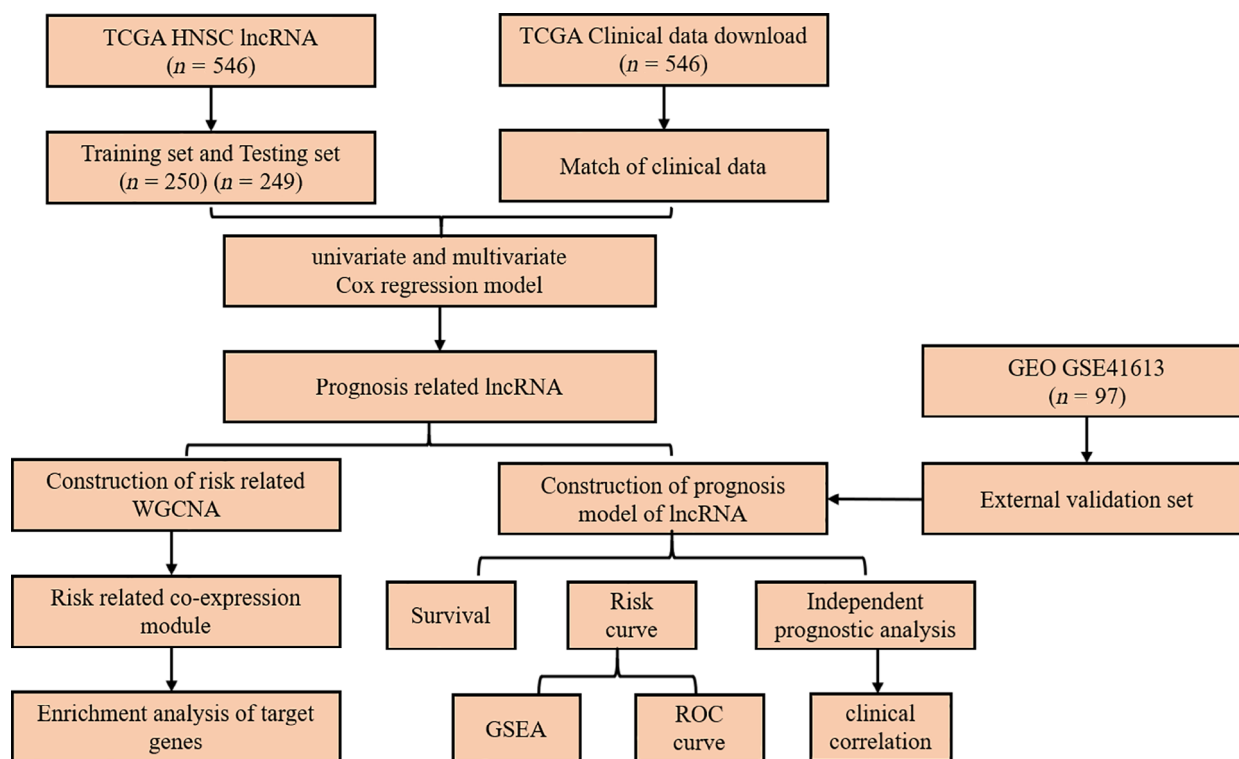 TCGA HNSC lncRNA
(n = 546)
TCGA Clinical data download
(n = 546)
Training set and Testing set
(n = 250) (n = 249)
Match of clinical data
univariate and multivariate
Cox regression model
Prognosis related lncRNA
GEO GSE41613
(n = 97)
Construction of risk related
WGCNA
Construction of prognosis
model of lncRNA
External validation set
Risk related co-expression
module
Survival
Risk
curve
Independent
prognostic analysis
Enrichment analysis of target
genes
GSEA
ROC
curve
clinical
correlation